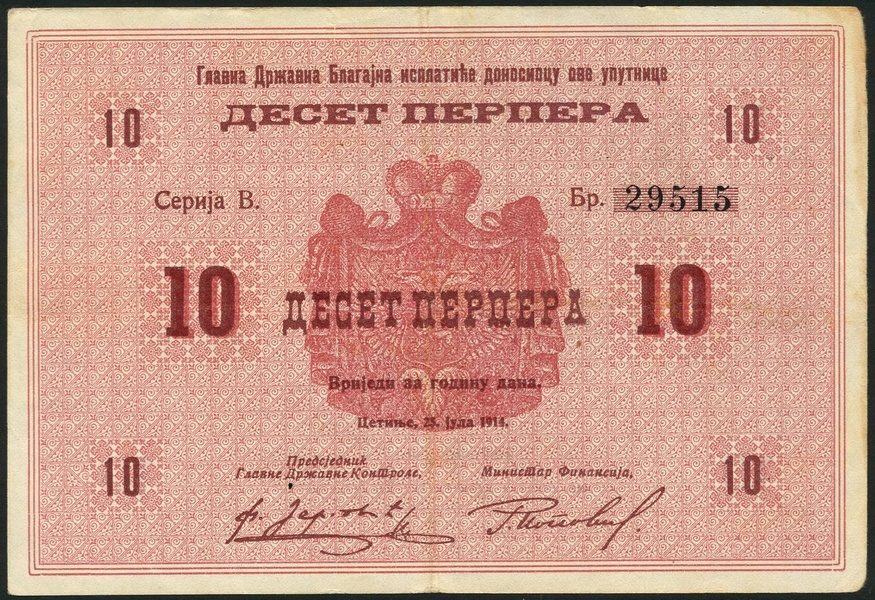 Главна Државна Благајна исплатиће доносиоцу ове упутнице
10 ДЕСЕТ ПЕРПЕРА 10
Серија В. Бр. 29515
10 ДЕСЕТ ПЕРПЕРА 10
Вриједи за годину дана.
Цетиње, 25. јула 1914.
Предсједник
Главне Државне Контроле, Министар Финансија,
10 10